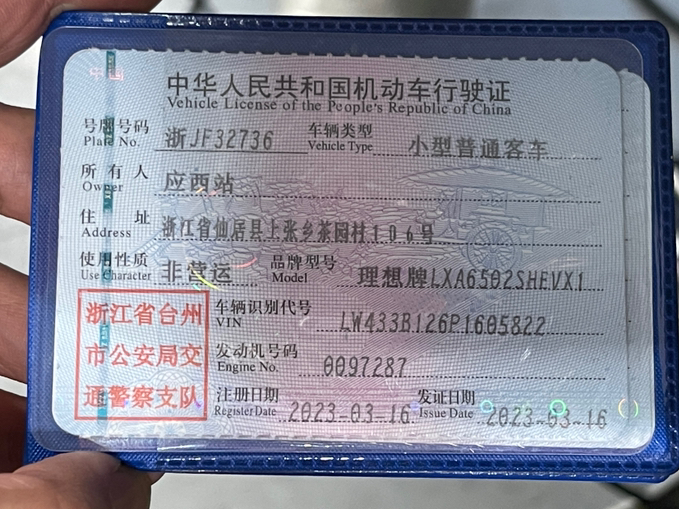 中华人民共和国机动车行驶证
Vehicle License of the People's Republic of China
号牌号码 浙JF32736 车辆类型 小型普通客车
Plate No. Vehicle Type
所有人 应西站
Owner
住址 浙江省仙居县上张乡茶园村106号
Address
使用性质 非营运 品牌型号 理想牌LXA6502SHEVX1
Use Character Model
浙江省台州
市公安局交
通警察支队
车辆识别代号 LW433B126P1605822
VIN
发动机号码 0097287
Engine No.
注册日期 2023-03-16 发证日期 2023-03-16
Register Date Issue Date